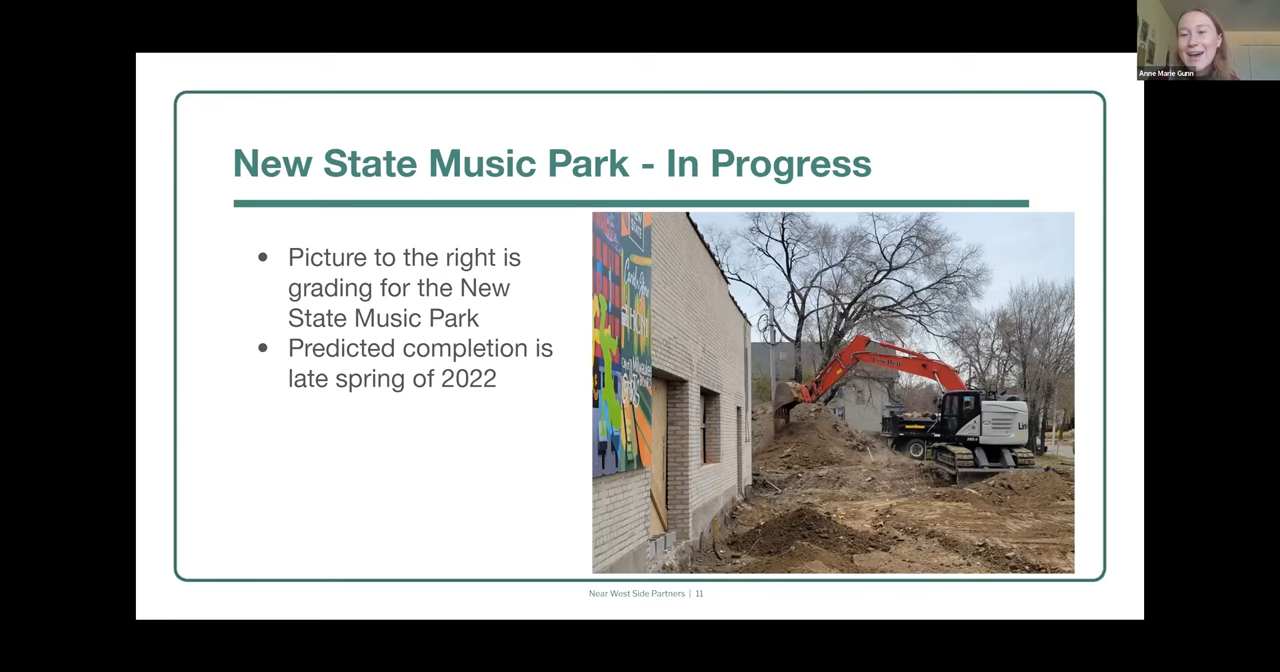 Anne Marie Gunn
New State Music Park - In Progress
• Picture to the right is
grading for the New
State Music Park
• Predicted completion is
late spring of 2022
Near West Side Partners | 11